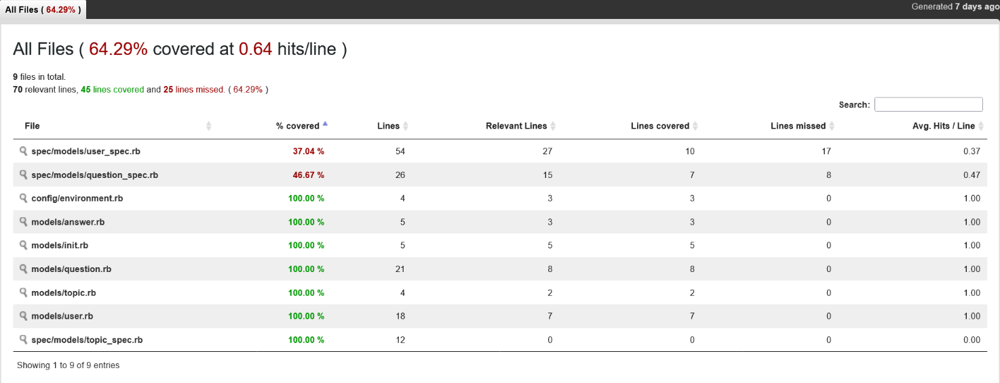 All Files ( 64.29% )
Generated 7 days ago
All Files ( 64.29% covered at 0.64 hits/line )
9 files in total.
70 relevant lines, 45 lines covered and 25 lines missed. ( 64.29% )
Search:
File % covered Lines Relevant Lines Lines covered Lines missed Avg. Hits / Line
spec/models/user_spec.rb 37.04 % 54 27 10 17 0.37
spec/models/question_spec.rb 46.67 % 26 15 7 8 0.47
config/environment.rb 100.00 % 4 3 3 0 1.00
models/answer.rb 100.00 % 5 3 3 0 1.00
models/init.rb 100.00 % 5 5 5 0 1.00
models/question.rb 100.00 % 21 8 8 0 1.00
models/topic.rb 100.00 % 4 2 2 0 1.00
models/user.rb 100.00 % 18 7 7 0 1.00
spec/models/topic_spec.rb 100.00 % 12 0 0 0 0.00
Showing 1 to 9 of 9 entries